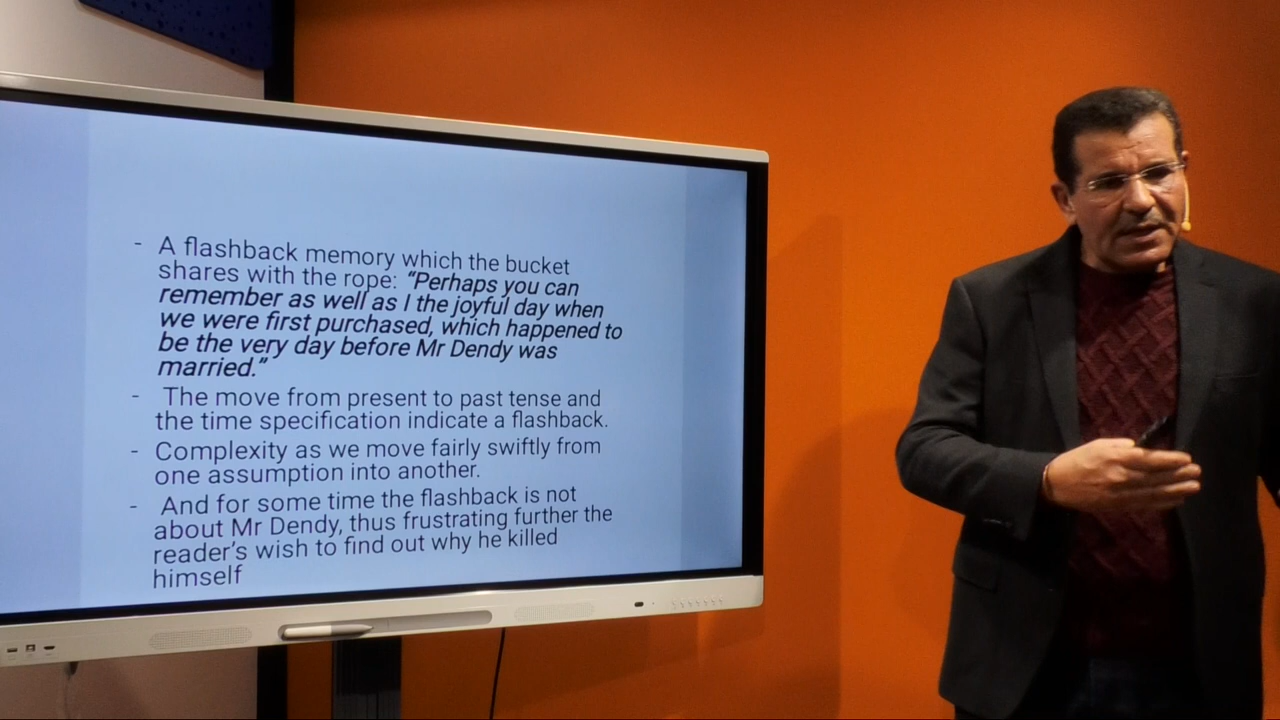 - A flashback memory which the bucket
shares with the rope: “Perhaps you can
remember as well as I the joyful day when
we were first purchased, which happened to
be the very day before Mr Dendy was
married.”
- The move from present to past tense and
the time specification indicate a flashback.
- Complexity as we move fairly swiftly from
one assumption into another.
- And for some time the flashback is not
about Mr Dendy, thus frustrating further the
reader’s wish to find out why he killed
himself